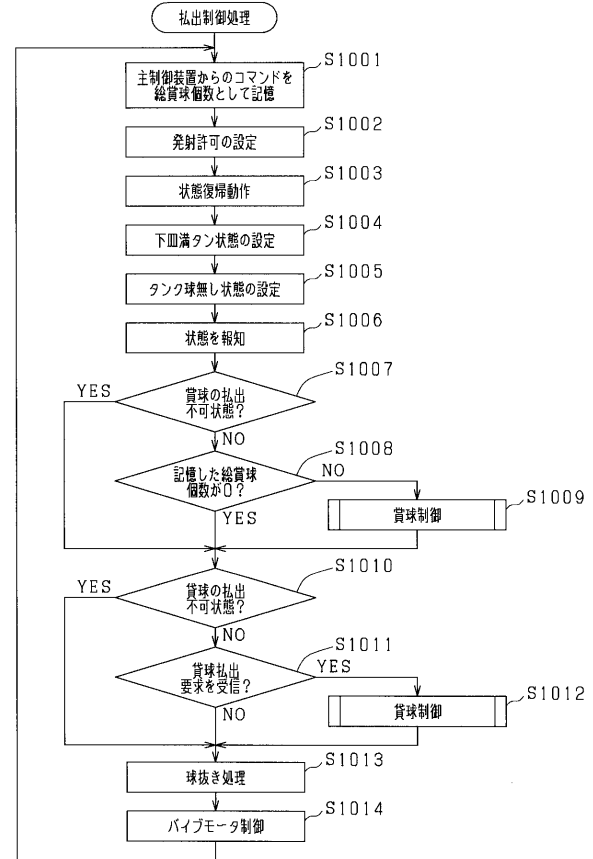 払出制御処理
主制御装置からのコマンドを
総賞球個数として記憶
S1001
発射許可の設定
S1002
状態復帰動作
S1003
下皿満タン状態の設定
S1004
タンク球無し状態の設定
S1005
状態を報知
S1006
賞球の払出
不可状態?
S1007
YES
NO
記憶した総賞球
個数が0?
S1008
NO
YES
賞球制御
S1009
貸球の払出
不可状態?
S1010
YES
NO
貸球払出
要求を受信?
S1011
YES
NO
貸球制御
S1012
球抜き処理
S1013
バイブモータ制御
S1014